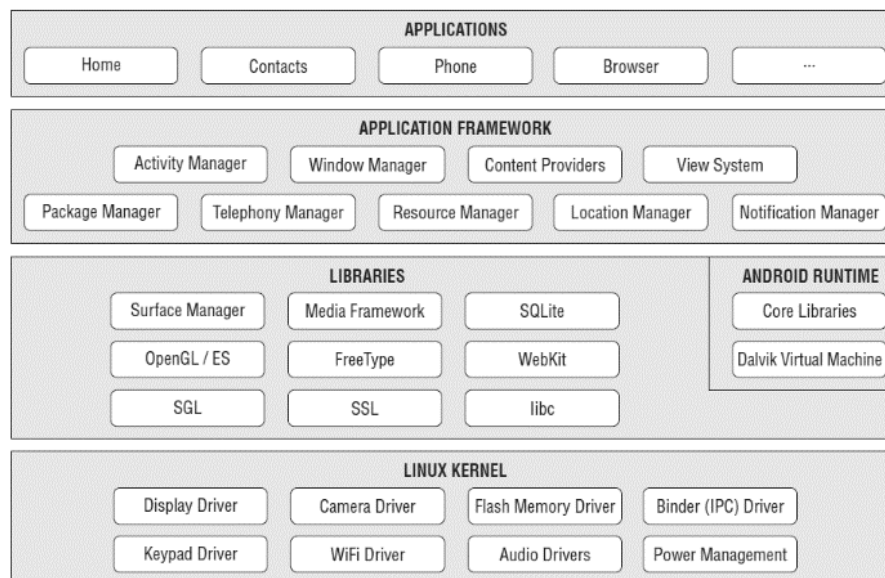 APPLICATIONS
Home Contacts Phone Browser ...
APPLICATION FRAMEWORK
Activity Manager Window Manager Content Providers View System
Package Manager Telephony Manager Resource Manager Location Manager Notification Manager
LIBRARIES ANDROID RUNTIME
Surface Manager Media Framework SQLite Core Libraries
OpenGL / ES FreeType WebKit Dalvik Virtual Machine
SGL SSL libc
LINUX KERNEL
Display Driver Camera Driver Flash Memory Driver Binder (IPC) Driver
Keypad Driver WiFi Driver Audio Drivers Power Management